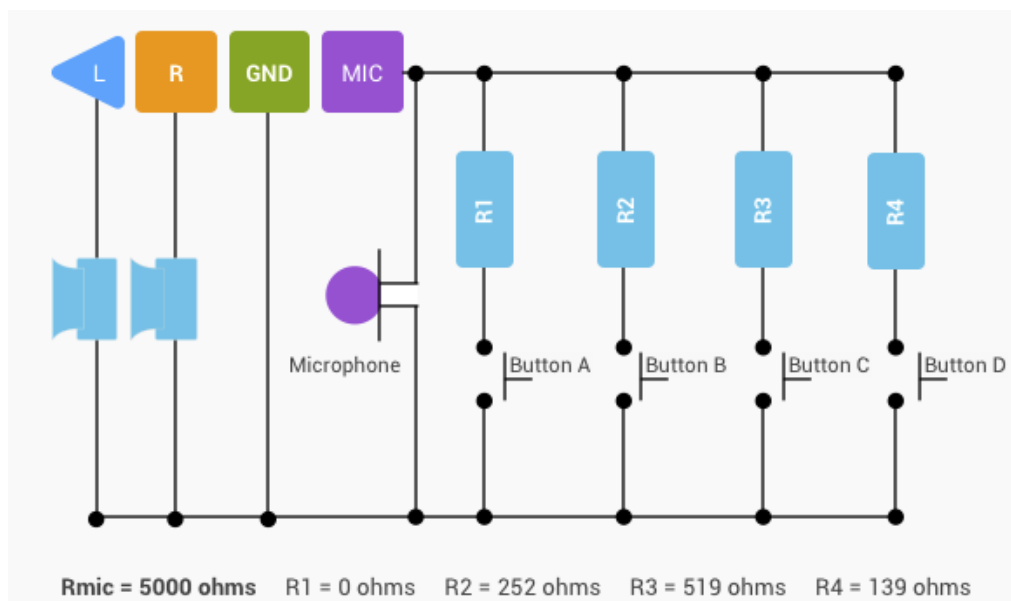 L R GND MIC
R1 R2 R3 R4
Microphone Button A Button B Button C Button D
Rmic = 5000 ohms R1 = 0 ohms R2 = 252 ohms R3 = 519 ohms R4 = 139 ohms